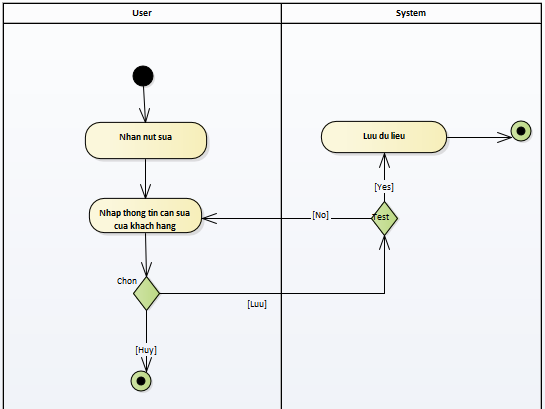 User
System
Nhan nut sua
Luu du lieu
[Yes]
Nhap thong tin can sua
cua khach hang
[No]
Test
Chon
[Luu]
[Huy]